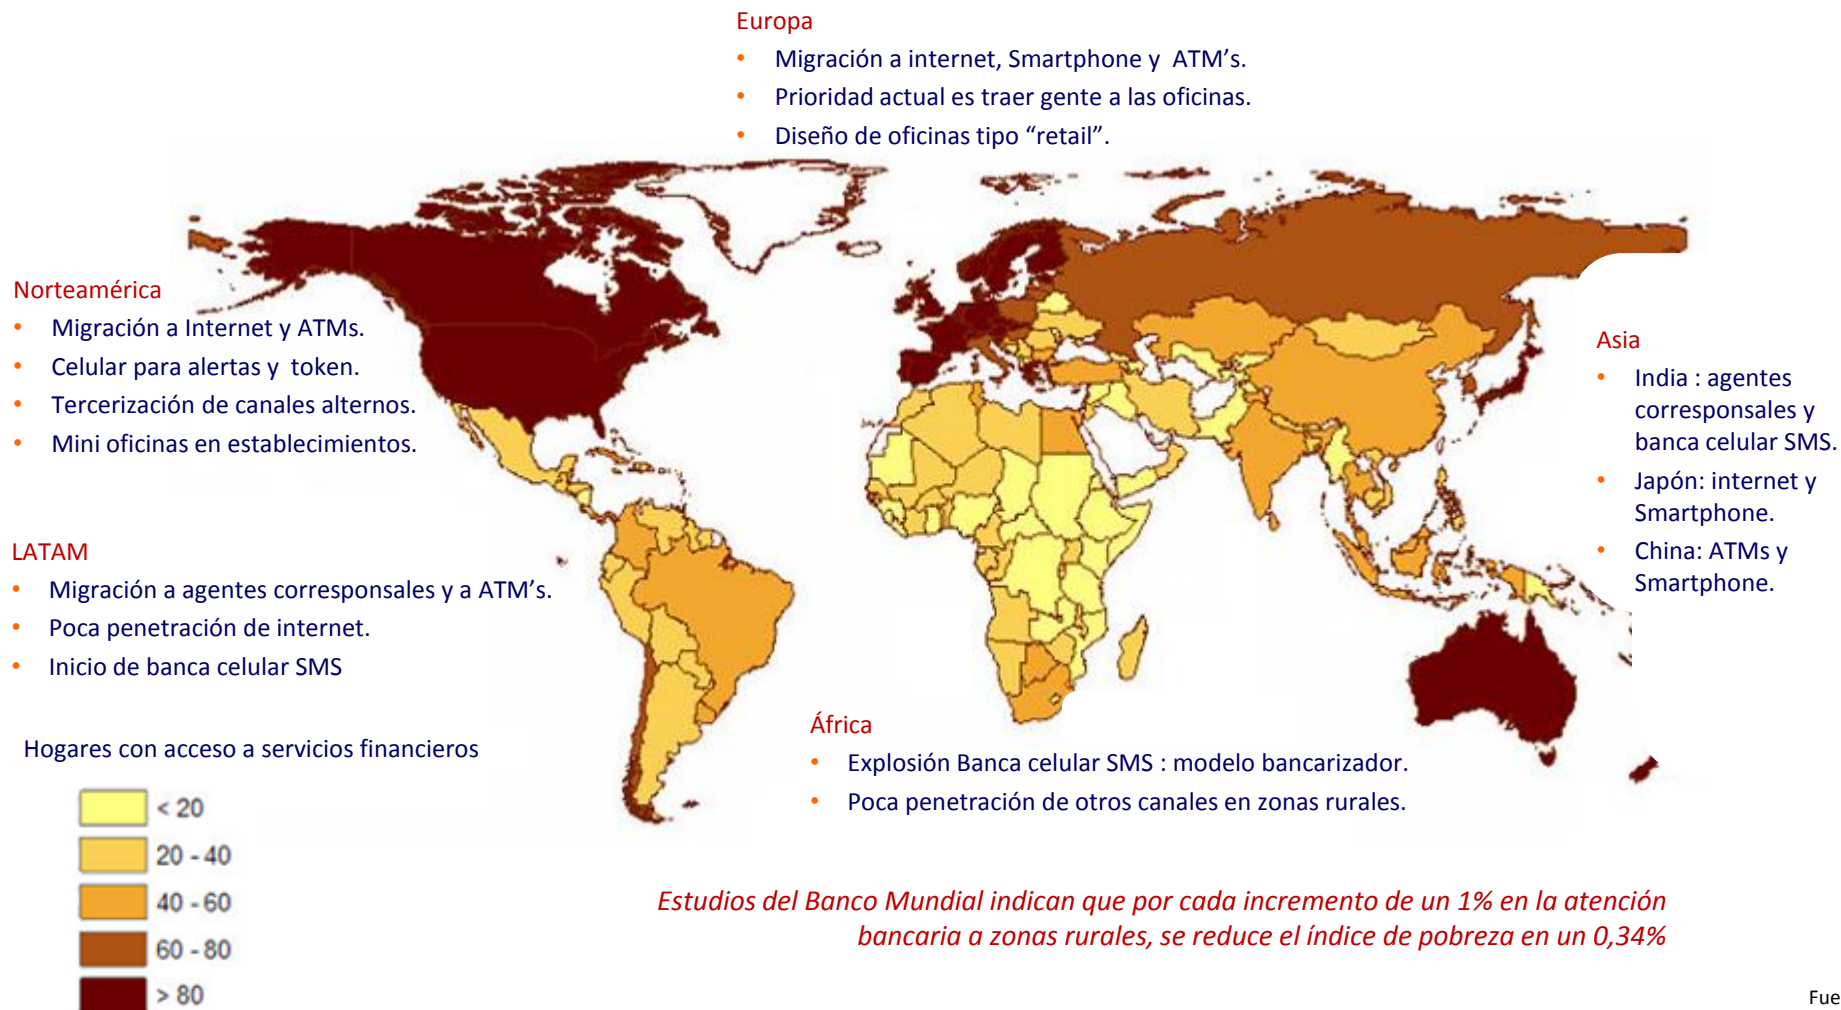 Europa
• Migración a internet, Smartphone y ATM’s.
• Prioridad actual es traer gente a las oficinas.
• Diseño de oficinas tipo “retail”.
Norteamérica
• Migración a Internet y ATMs.
• Celular para alertas y token.
• Tercerización de canales alternos.
• Mini oficinas en establecimientos.
Asia
• India : agentes
corresponsales y
banca celular SMS.
• Japón: internet y
Smartphone.
• China: ATMs y
Smartphone.
LATAM
• Migración a agentes corresponsales y a ATM’s.
• Poca penetración de internet.
• Inicio de banca celular SMS
África
• Explosión Banca celular SMS : modelo bancarizador.
• Poca penetración de otros canales en zonas rurales.
Hogares con acceso a servicios financieros
< 20
20 - 40
40 - 60
60 - 80
> 80
Estudios del Banco Mundial indican que por cada incremento de un 1% en la atención
bancaria a zonas rurales, se reduce el índice de pobreza en un 0,34%
Fue